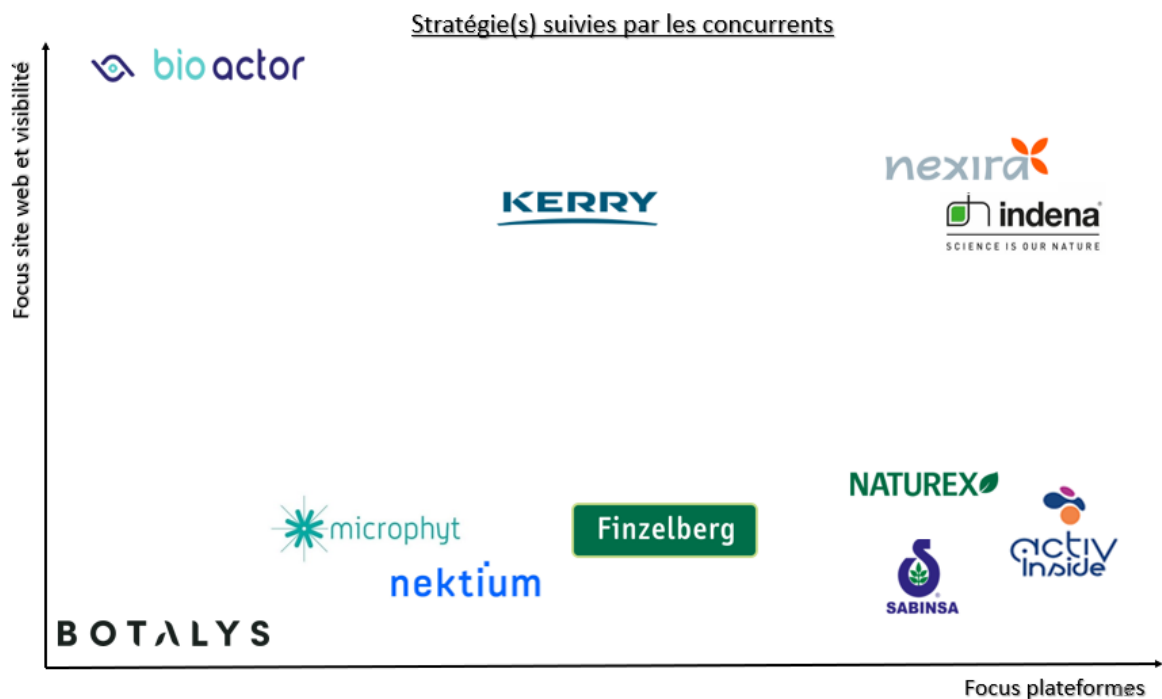 Stratégie(s) suivies par les concurrents
Focus site web et visibilité
bio actor
nexira
KERRY
indena
SCIENCE IS OUR NATURE
NATUREX
microphyt
Finzelberg
activ
inside
nektium
SABINSA
BOTALYS
Focus plateformes